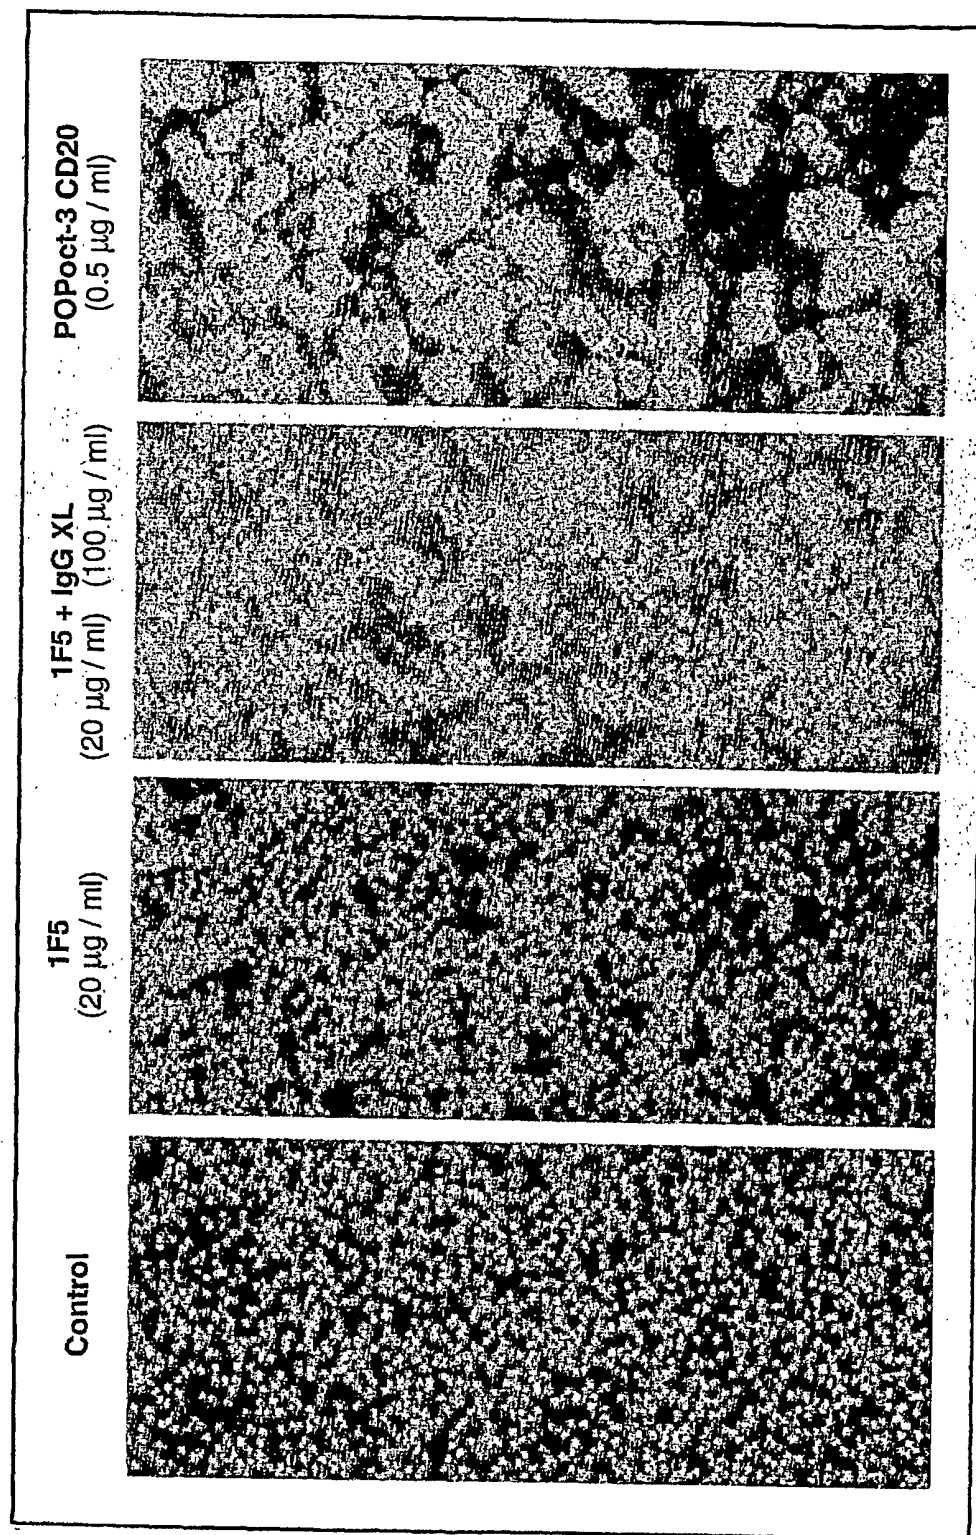 Control
1F5
(20 µg / ml)
1F5 + IgG XL
(20 µg / ml) (100 µg / ml)
POPoct-3 CD20
(0.5 µg / ml)